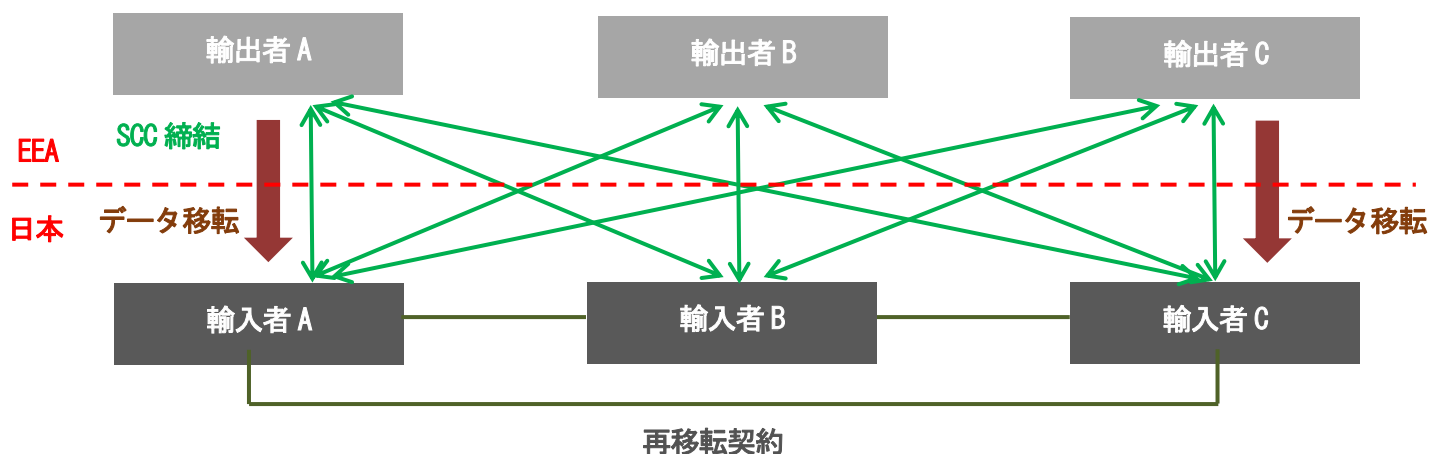 輸出者 A
輸出者 B
輸出者 C
SCC 締結
EEA
日本
データ移転
データ移転
輸入者 A
輸入者 B
輸入者 C
再移転契約